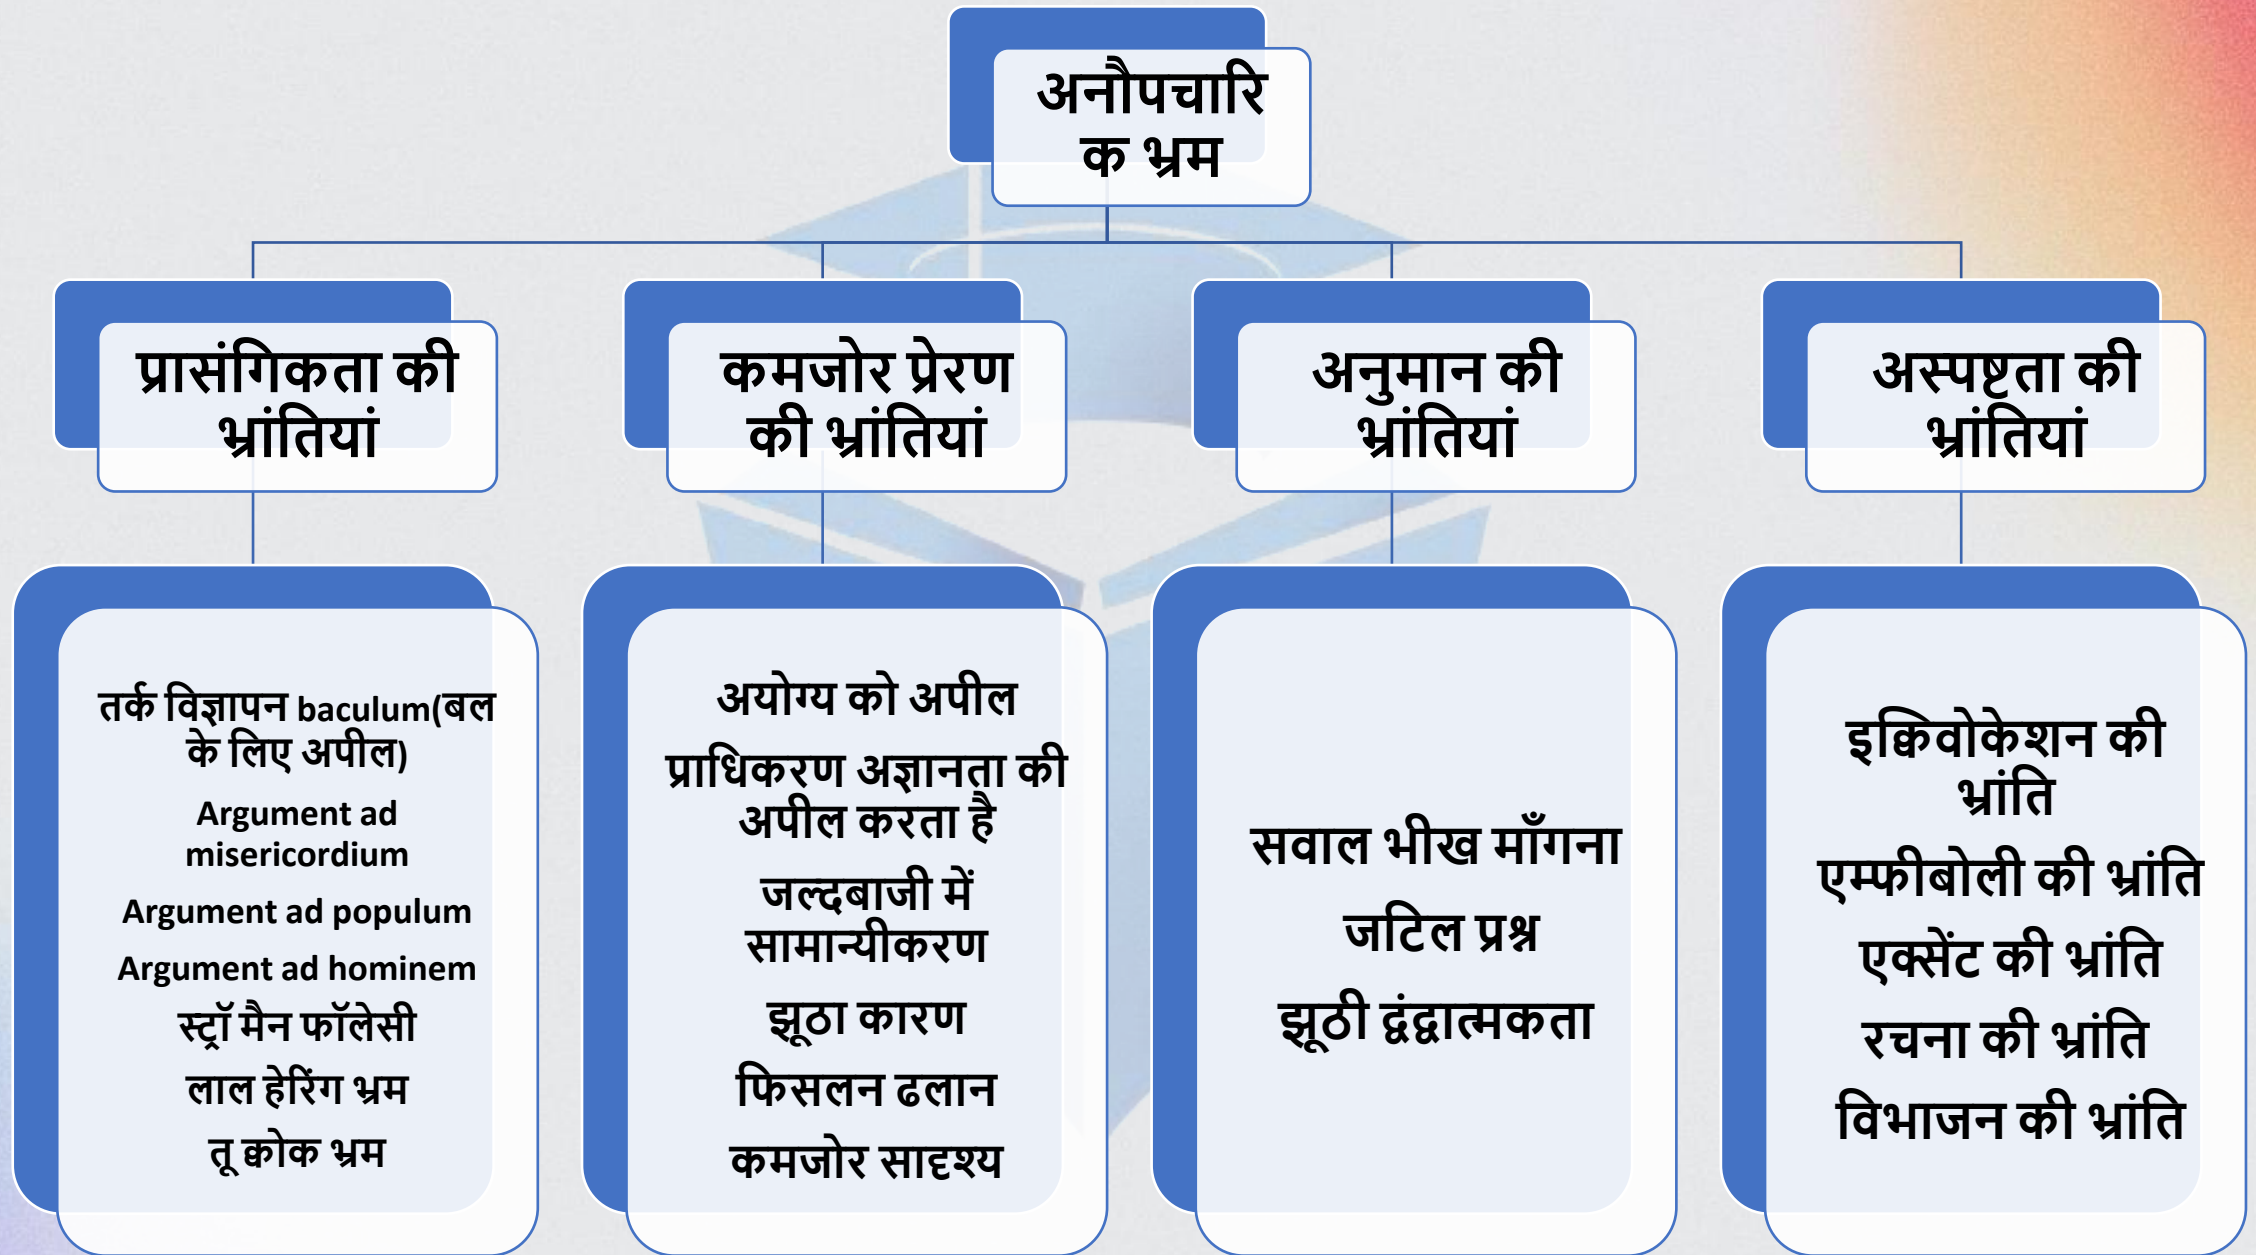 अनौपचारि
क भ्रम
प्रासंगिकता की
भ्रांतियां
कमजोर प्रेरण
की भ्रांतियां
अनुमान की
भ्रांतियां
अस्पष्टता की
भ्रांतियां
तर्क विज्ञापन baculum(बल
के लिए अपील)
Argument ad
misericordium
Argument ad populum
Argument ad hominem
स्ट्रॉ मैन फॉलेसी
लाल हेरिंग भ्रम
तू क्वोक भ्रम
अयोग्य को अपील
प्राधिकरण अज्ञानता की
अपील करता है
जल्दबाजी में
सामान्यीकरण
झूठा कारण
फिसलन ढलान
कमजोर सादृश्य
सवाल भीख माँगना
जटिल प्रश्न
झूठी द्वंद्वात्मकता
इक्विवोकेशन की
भ्रांति
एम्फीबोली की भ्रांति
एक्सेंट की भ्रांति
रचना की भ्रांति
विभाजन की भ्रांति